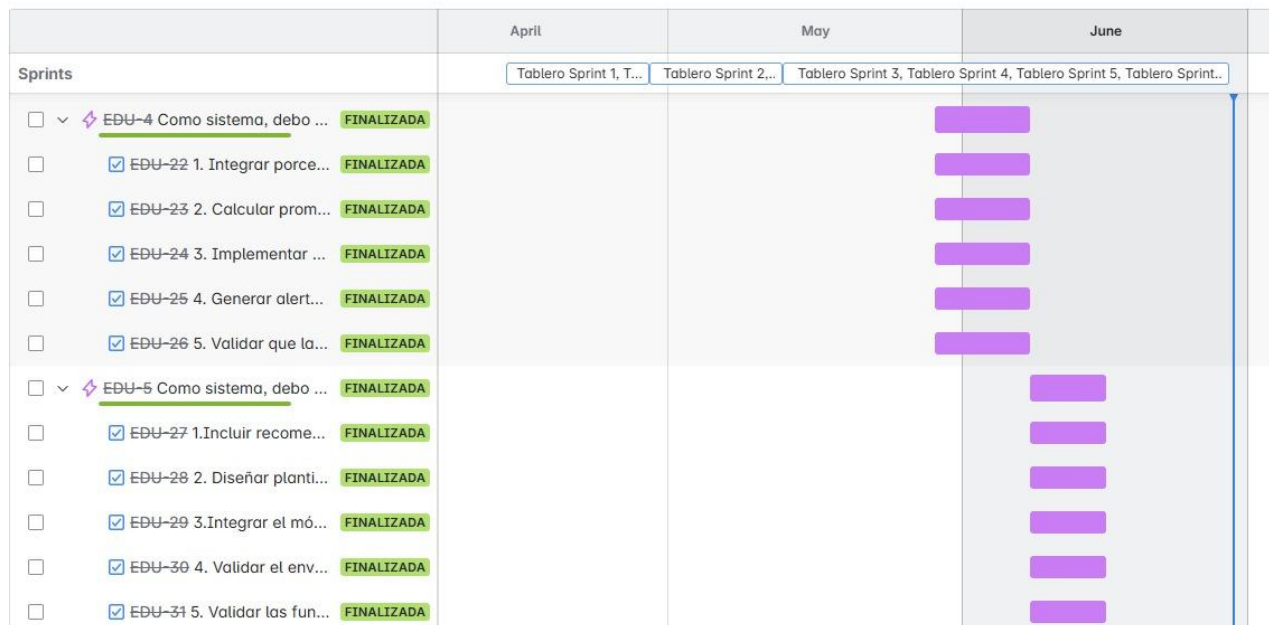 April May June
Sprints Tablero Sprint 1, T... Tablero Sprint 2,.. Tablero Sprint 3, Tablero Sprint 4, Tablero Sprint 5, Tablero Sprint..
EDU-4 Como sistema, debo ... FINALIZADA
EDU-22 1. Integrar porce... FINALIZADA
EDU-23 2. Calcular prom... FINALIZADA
EDU-24 3. Implementar ... FINALIZADA
EDU-25 4. Generar alert... FINALIZADA
EDU-26 5. Validar que la... FINALIZADA
EDU-5 Como sistema, debo ... FINALIZADA
EDU-27 1.Incluir recome... FINALIZADA
EDU-28 2. Diseñar planti... FINALIZADA
EDU-29 3.Integrar el mó... FINALIZADA
EDU-30 4. Validar el env... FINALIZADA
EDU-31 5. Validar las fun... FINALIZADA